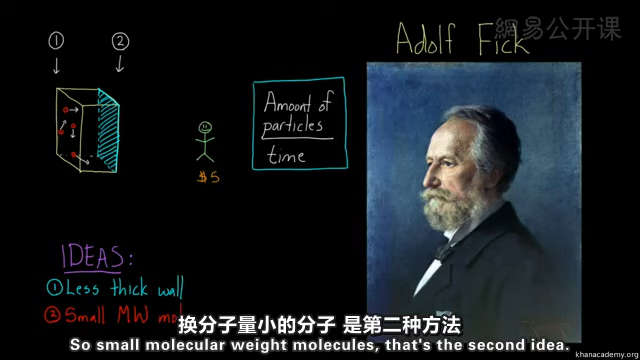 網易公开课
Adolf Fick
① ②
Amount of
particles
time
$5
IDEAS:
① Less thick wall
② Small MW
换分子量小的分子 是第二种方法
So small molecular weight molecules, that's the second idea.
khanacademy.org